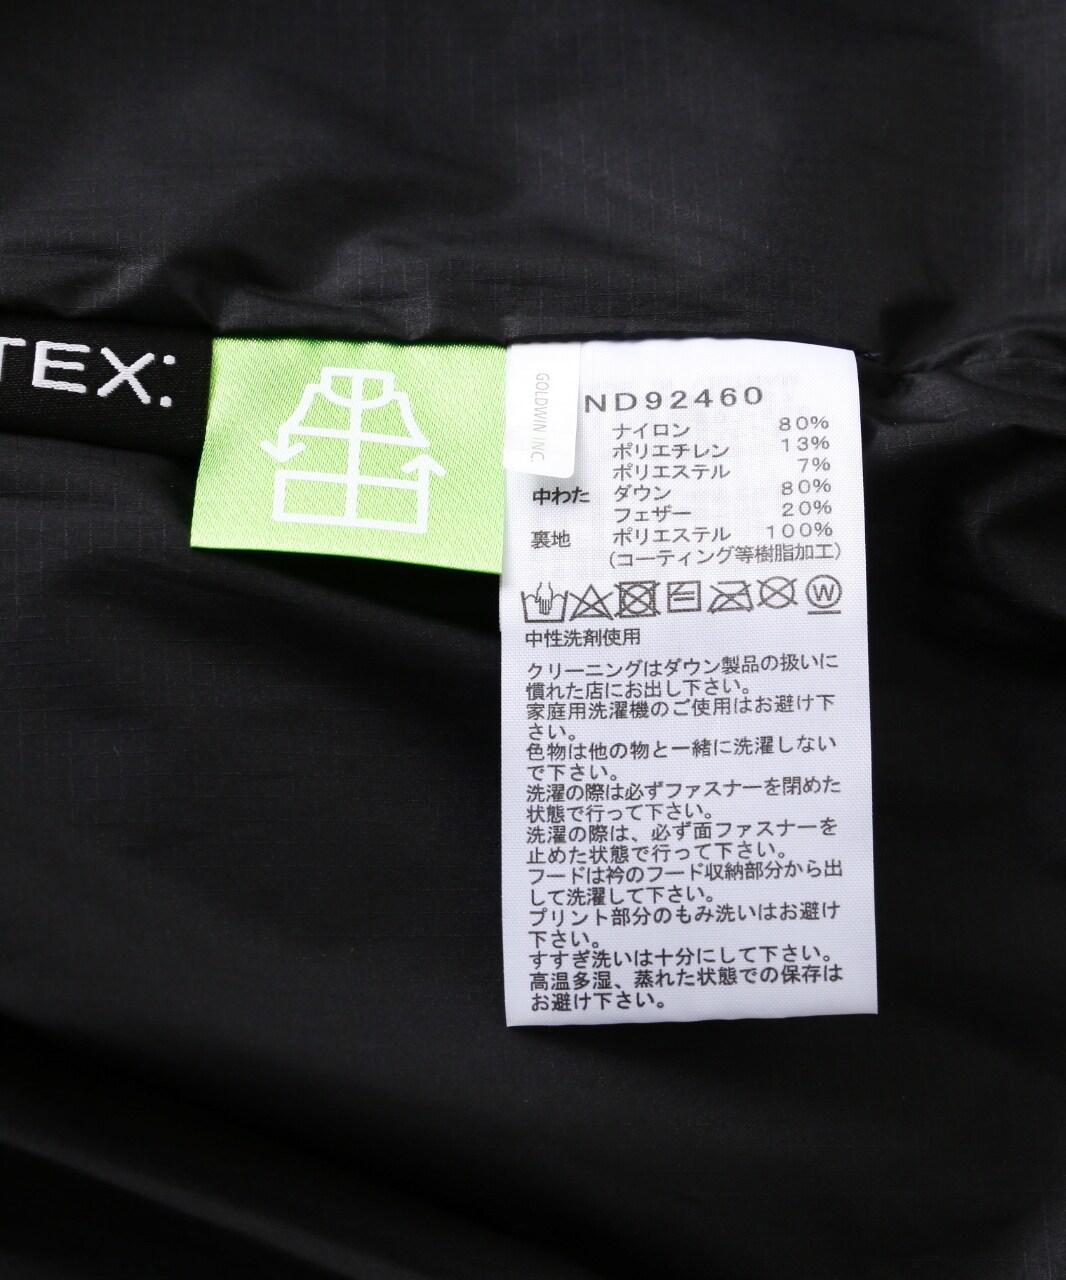 TEX:
GOLDWIN INC.
ND92460
ナイロン 80%
ポリエチレン 13%
ポリエステル 7%
中わた ダウン 80%
フェザー 20%
裏地 ポリエステル 100%
(コーティング等樹脂加工)
W
中性洗剤使用
クリーニングはダウン製品の扱いに
慣れた店にお出し下さい。
家庭用洗濯機のご使用はお避け下
さい。
色物は他の物と一緒に洗濯しない
で下さい。
洗濯の際は必ずファスナーを閉めた
状態で行って下さい。
洗濯の際は、必ず面ファスナーを
止めた状態で行って下さい。
フードは衿のフード収納部分から出
して洗濯して下さい。
プリント部分のもみ洗いはお避け
下さい。
すすぎ洗いは十分にして下さい。
高温多湿、蒸れた状態での保存は
お避け下さい。